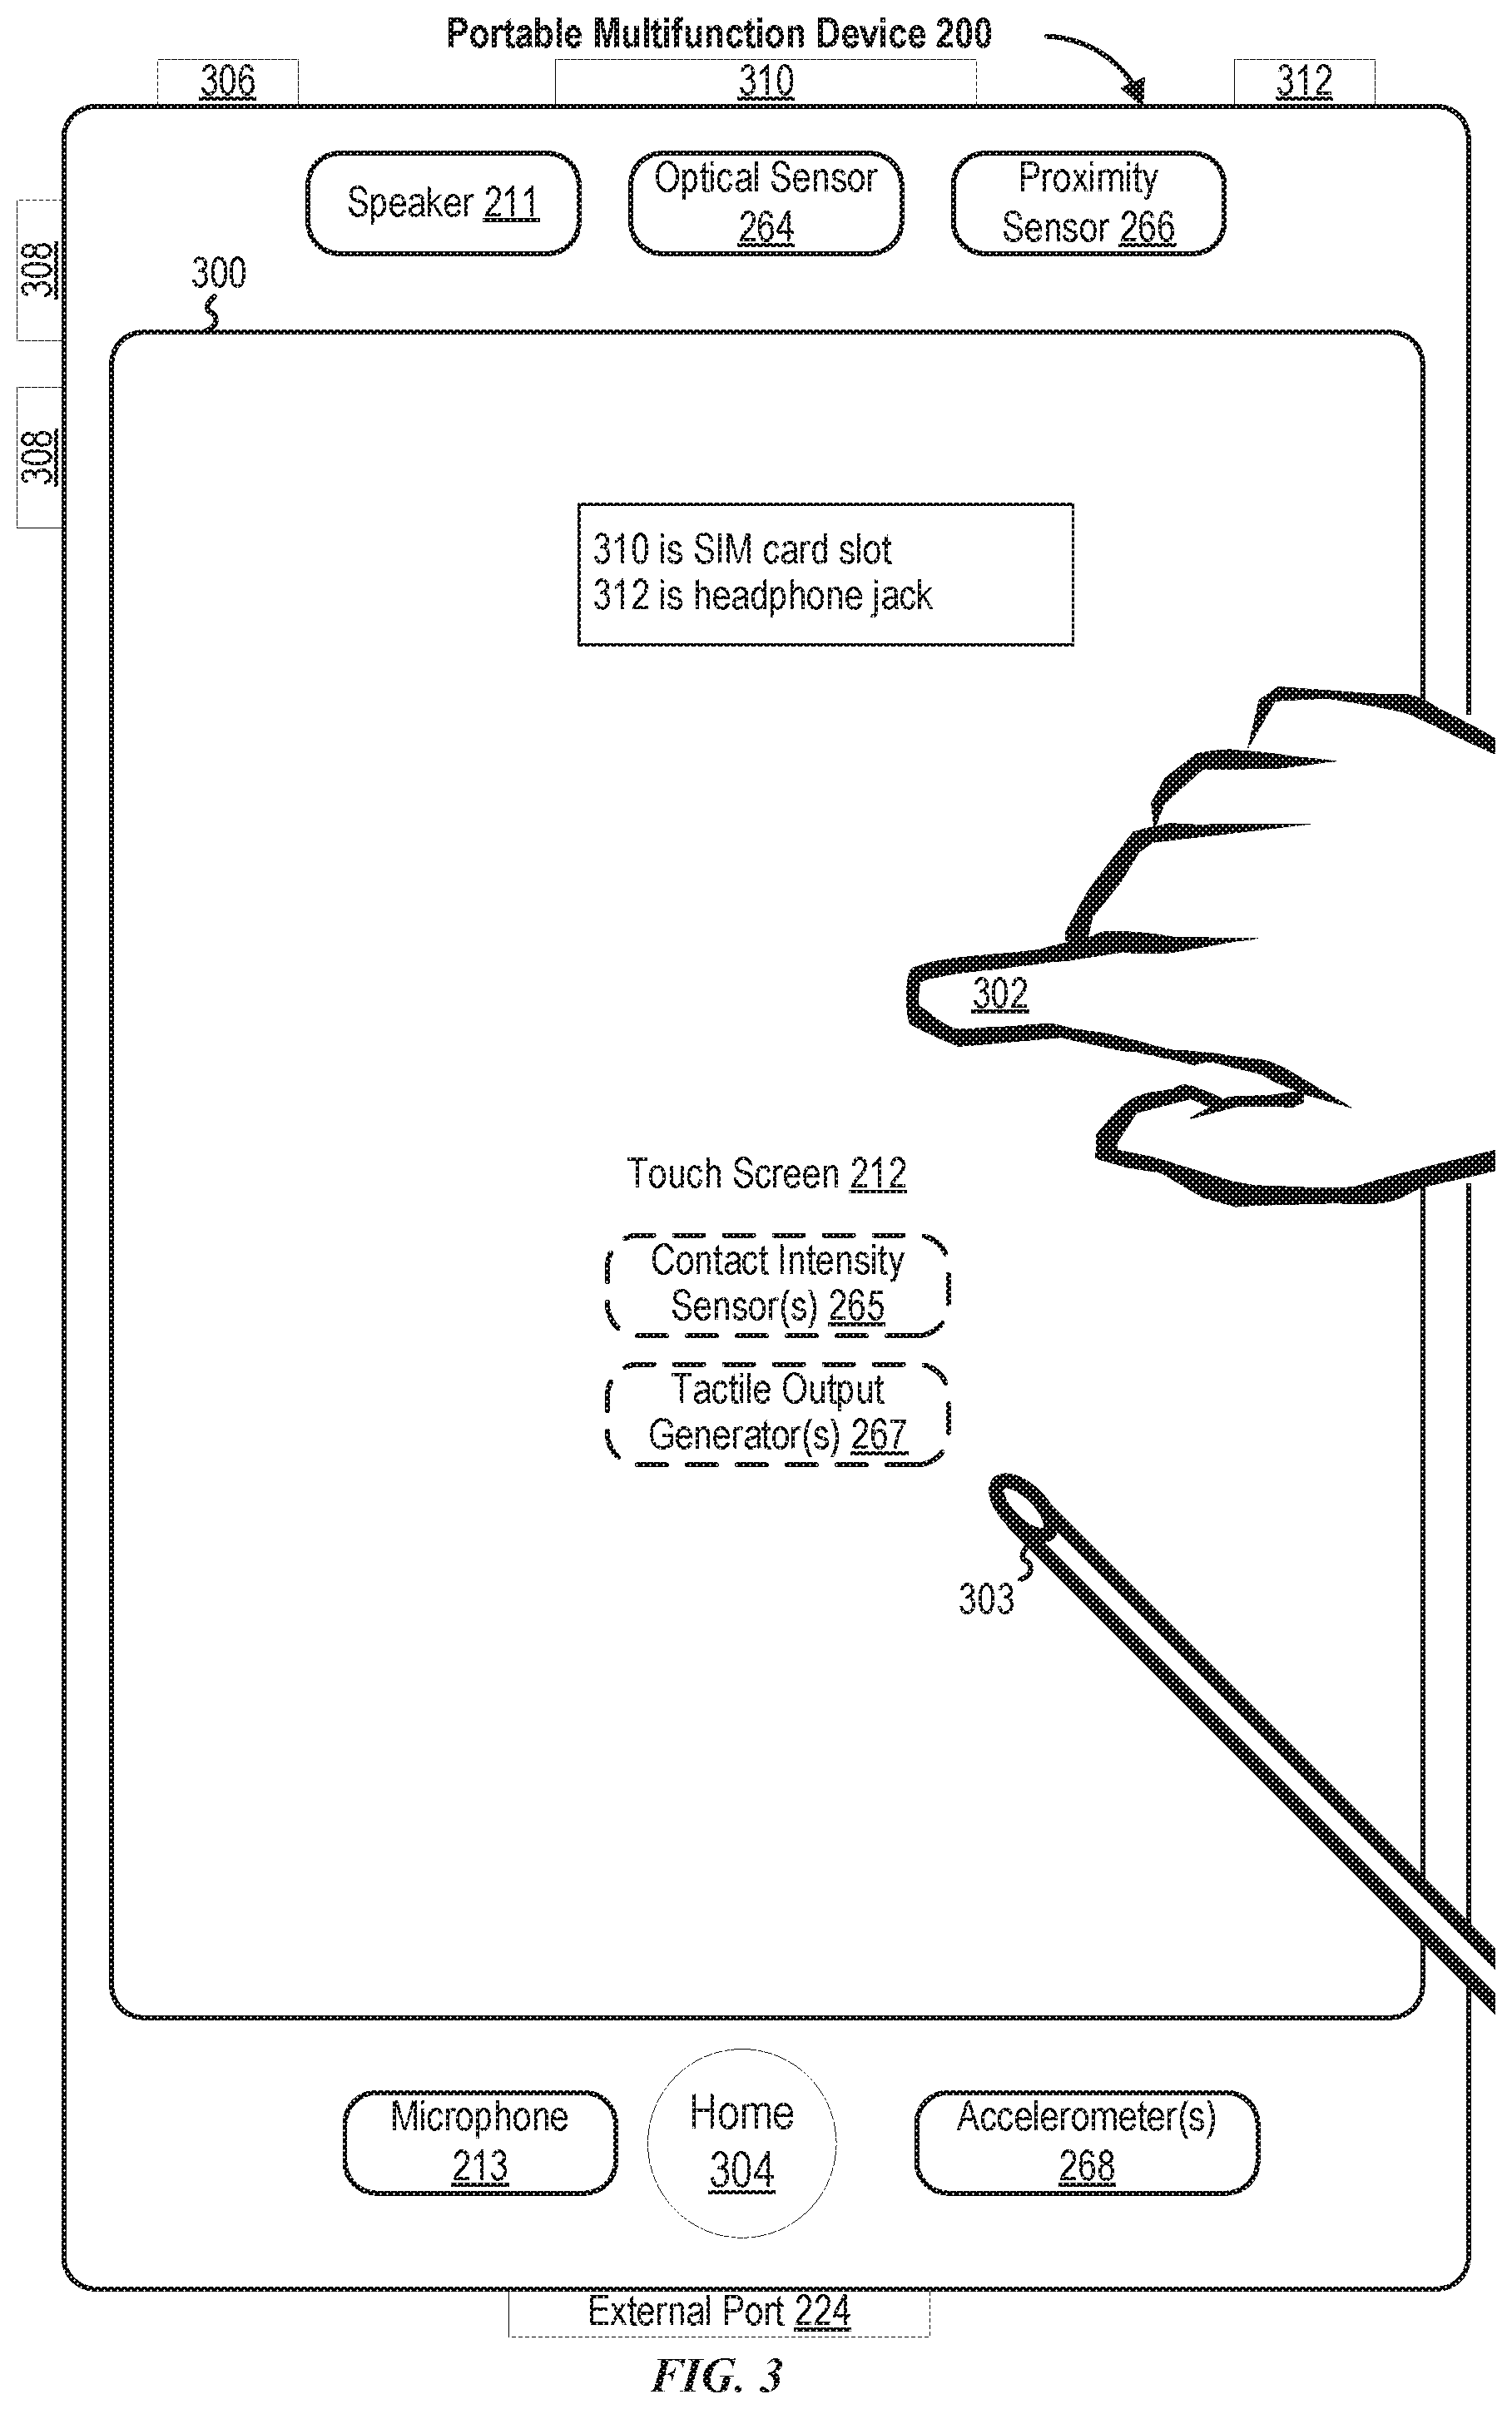 Portable Multifunction Device 200
306
310
312
Speaker 211
Optical Sensor
264
Proximity
Sensor 266
308
300
308
310 is SIM card slot
312 is headphone jack
302
Touch Screen 212
Contact Intensity
Sensor(s) 265
Tactile Output
Generator(s) 267
303
Microphone
213
Home
304
Accelerometer(s)
268
External Port 224
FIG. 3